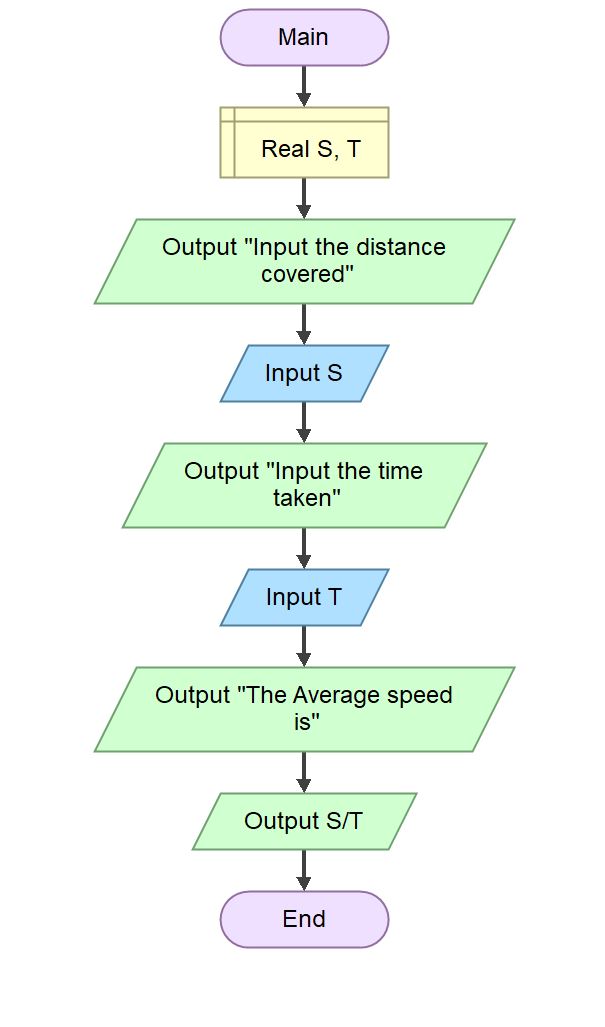 Main
Real S, T
Output "Input the distance
covered"
Input S
Output "Input the time
taken"
Input T
Output "The Average speed
is"
Output S/T
End